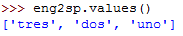 >>> eng2sp.values()
['tres', 'dos', 'uno']